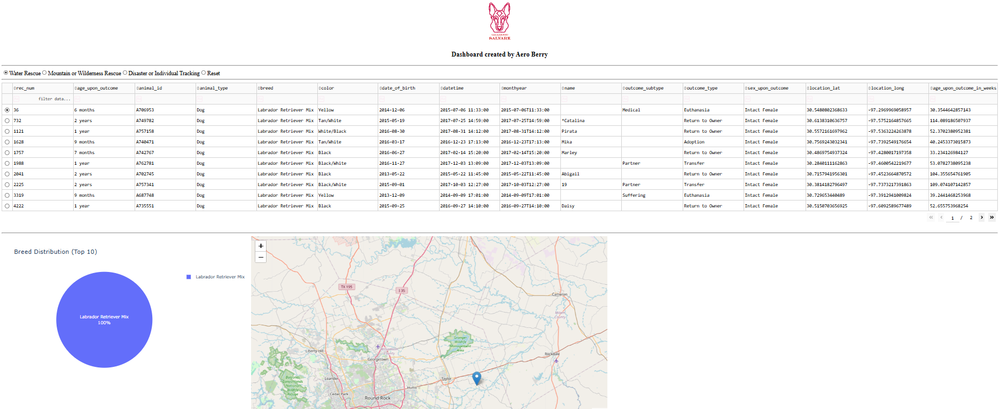 GRAZIOSO
SALVARE
Dashboard created by Aero Berry
Water Rescue Mountain or Wilderness Rescue Disaster or Individual Tracking Reset
rec_num age_upon_outcome animal_id animal_type breed color date_of_birth datetime monthyear name outcome_subtype outcome_type sex_upon_outcome location_lat location_long age_upon_outcome_in_weeks
filter data...
36 6 months A706953 Dog Labrador Retriever Mix Yellow 2014-12-06 2015-07-06 11:33:00 2015-07-06T11:33:00 Medical Euthanasia Intact Female 30.5480802368633 -97.2969969058957 30.3544642857143
732 2 years A749782 Dog Labrador Retriever Mix Tan/White 2015-05-19 2017-07-25 14:59:00 2017-07-25T14:59:00 *Catalina Return to Owner Intact Female 30.6138310636757 -97.5752164857665 114.089186507937
1121 1 year A757158 Dog Labrador Retriever Mix White/Black 2016-08-30 2017-08-31 14:12:00 2017-08-31T14:12:00 Pirata Return to Owner Intact Female 30.5572161697962 -97.5363224263878 52.3702380952381
1628 9 months A740471 Dog Labrador Retriever Mix Tan/White 2016-03-17 2016-12-23 17:13:00 2016-12-23T17:13:00 Mika Adoption Intact Female 30.7569243032341 -97.7392549176654 40.2453373015873
1757 7 months A742767 Dog Labrador Retriever Mix Black 2016-06-27 2017-02-14 15:20:00 2017-02-14T15:20:00 Marley Return to Owner Intact Female 30.4869754937324 -97.4280017197358 33.234126984127
1988 1 year A762781 Dog Labrador Retriever Mix Black/White 2016-11-27 2017-12-03 13:09:00 2017-12-03T13:09:00 Partner Transfer Intact Female 30.2840111162863 -97.4600542219677 53.0782738095238
2041 2 years A702745 Dog Labrador Retriever Mix Black 2013-05-22 2015-05-22 11:45:00 2015-05-22T11:45:00 Abigail Return to Owner Intact Female 30.7157941956301 -97.4523664870572 104.355654761905
2225 2 years A757341 Dog Labrador Retriever Mix Black/White 2015-09-01 2017-10-03 12:27:00 2017-10-03T12:27:00 19 Partner Transfer Intact Female 30.3814182796497 -97.7373217391863 109.074107142857
3319 9 months A687748 Dog Labrador Retriever Mix Yellow 2013-12-09 2014-09-09 17:01:00 2014-09-09T17:01:00 Suffering Euthanasia Intact Female 30.729653440489 -97.3912941009824 39.2441468253968
4222 1 year A735551 Dog Labrador Retriever Mix Black 2015-09-25 2016-09-27 14:10:00 2016-09-27T14:10:00 Daisy Return to Owner Intact Female 30.5150703656925 -97.6092589677489 52.655753968254
« ‹ 1 / 2 › »
Breed Distribution (Top 10)
Labrador Retriever Mix
Labrador Retriever Mix
100%
+
−
TX 195
I 35
Cameron
Milam
County
Granger
Wildlife
Management
Area
Liberty Hill
Williamson
County
Georgetown
Rockdale
Leander
Balcones
Canyonlands
National
Wildlife
Refuge
Taylor
Hutto
Cedar Park
Round Rock